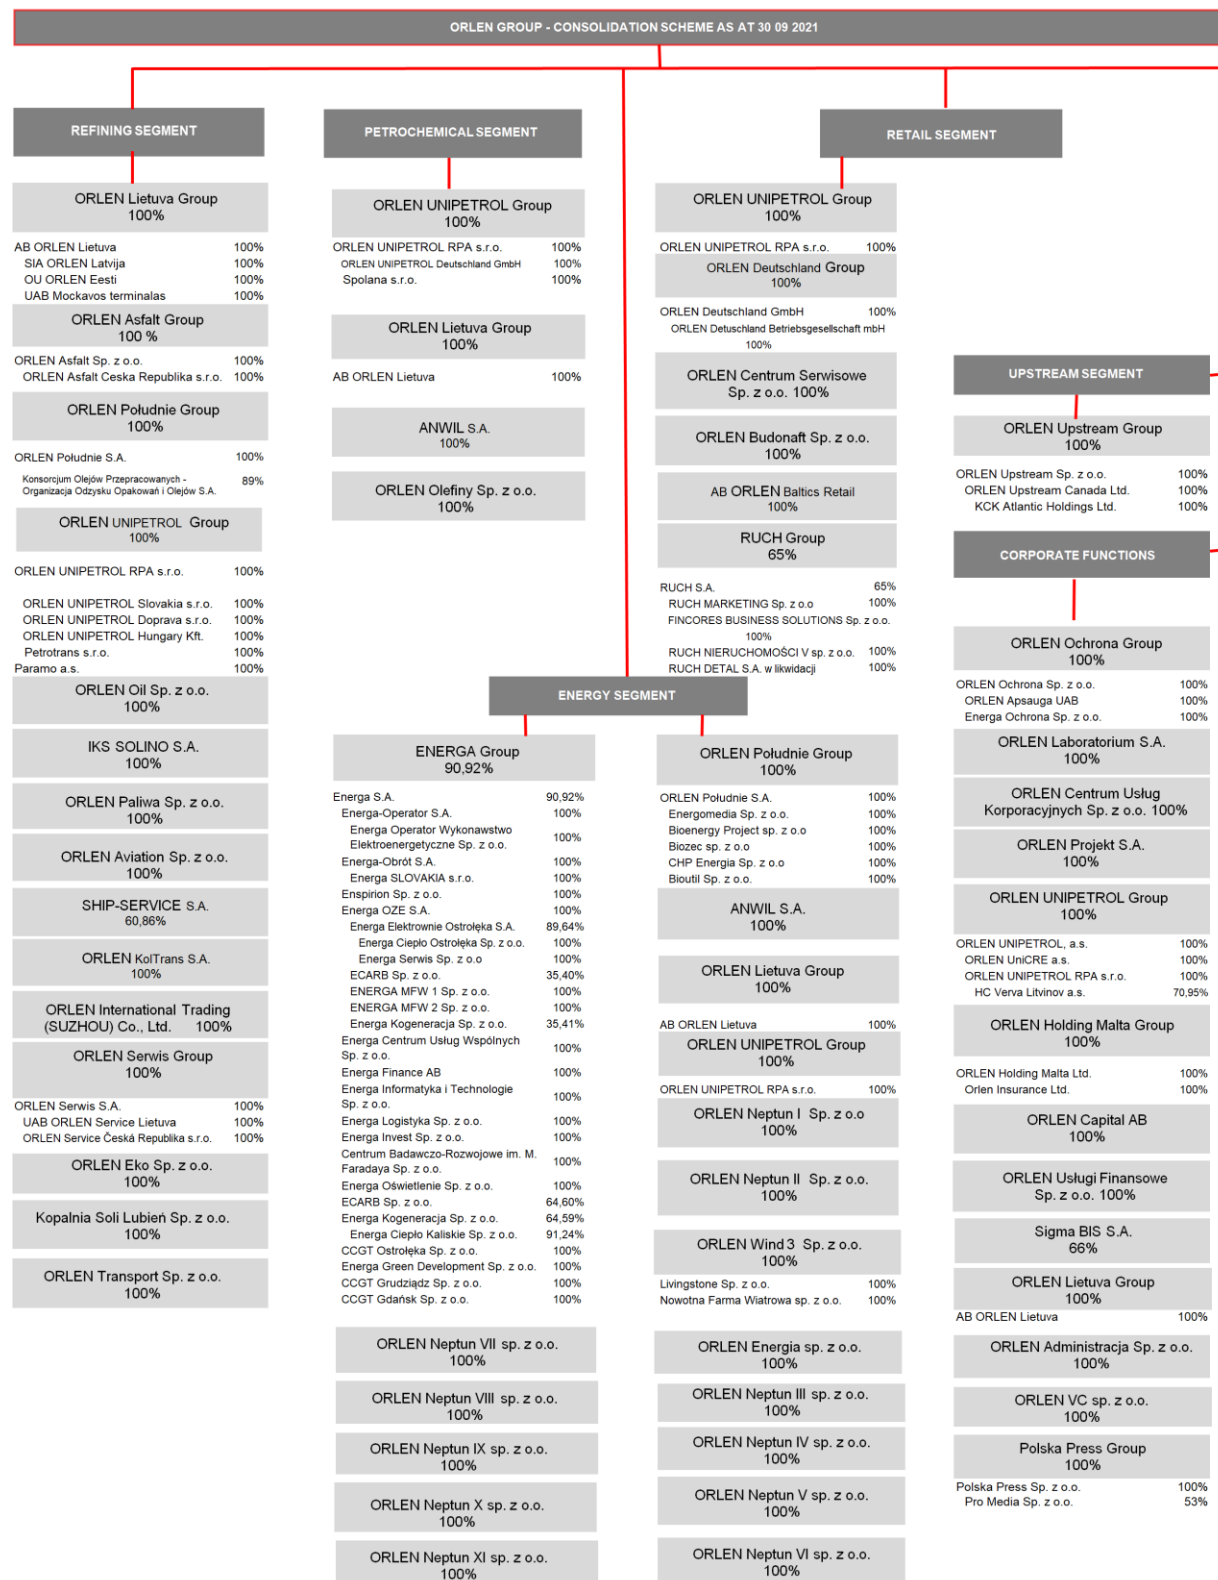 ORLEN GROUP - CONSOLIDATION SCHEME AS AT 30 09 2021
REFINING SEGMENT
ORLEN Lietuva Group
100%
AB ORLEN Lietuva 100%
SIA ORLEN Latvija 100%
OU ORLEN Eesti 100%
UAB Mockavos terminalas 100%
ORLEN Asfalt Group
100 %
ORLEN Asfalt Sp. z o.o. 100%
ORLEN Asfalt Ceska Republika s.r.o. 100%
ORLEN Południe Group
100%
ORLEN Południe S.A. 100%
Konsorcjum Olejów Przepracowanych -
Organizacja Odzysku Opakowań i Olejów S.A. 89%
ORLEN UNIPETROL Group
100%
ORLEN UNIPETROL RPA s.r.o. 100%
ORLEN UNIPETROL Slovakia s.r.o. 100%
ORLEN UNIPETROL Doprava s.r.o. 100%
ORLEN UNIPETROL Hungary Kft. 100%
Petrotrans s.r.o. 100%
Paramo a.s. 100%
ORLEN Oil Sp. z o.o.
100%
IKS SOLINO S.A.
100%
ORLEN Paliwa Sp. z o.o.
100%
ORLEN Aviation Sp. z o.o.
100%
SHIP-SERVICE S.A.
60,86%
ORLEN KolTrans S.A.
100%
ORLEN International Trading
(SUZHOU) Co., Ltd. 100%
ORLEN Serwis Group
100%
ORLEN Serwis S.A. 100%
UAB ORLEN Service Lietuva 100%
ORLEN Service Česká Republika s.r.o. 100%
ORLEN Eko Sp. z o.o.
100%
Kopalnia Soli Lubień Sp. z o.o.
100%
ORLEN Transport Sp. z o.o.
100%
PETROCHEMICAL SEGMENT
ORLEN UNIPETROL Group
100%
ORLEN UNIPETROL RPA s.r.o. 100%
ORLEN UNIPETROL Deutschland GmbH 100%
Spolana s.r.o. 100%
ORLEN Lietuva Group
100%
AB ORLEN Lietuva 100%
ANWIL S.A.
100%
ORLEN Olefiny Sp. z o.o.
100%
RETAIL SEGMENT
ORLEN UNIPETROL Group
100%
ORLEN UNIPETROL RPA s.r.o. 100%
ORLEN Deutschland Group
100%
ORLEN Deutschland GmbH 100%
ORLEN Detuschland Betriebsgesellschaft mbH
100%
ORLEN Centrum Serwisowe
Sp. z o.o. 100%
ORLEN Budonaft Sp. z o.o.
100%
AB ORLEN Baltics Retail
100%
RUCH Group
65%
RUCH S.A. 65%
RUCH MARKETING Sp. z o.o 100%
FINCORES BUSINESS SOLUTIONS Sp. z o.o.
100%
RUCH NIERUCHOMOŚCI V sp. z o.o. 100%
RUCH DETAL S.A. w likwidacji 100%
ENERGY SEGMENT
ENERGA Group
90,92%
Energa S.A. 90,92%
Energa-Operator S.A. 100%
Energa Operator Wykonawstwo
Elektroenergetyczne Sp. z o.o. 100%
Energa-Obrót S.A. 100%
Energa SLOVAKIA s.r.o. 100%
Enspirion Sp. z o.o. 100%
Energa OZE S.A. 100%
Energa Elektrownie Ostrołęka S.A. 89,64%
Energa Ciepło Ostrołęka Sp. z o.o. 100%
Energa Serwis Sp. z o.o 100%
ECARB Sp. z o.o. 35,40%
ENERGA MFW 1 Sp. z o.o. 100%
ENERGA MFW 2 Sp. z o.o. 100%
Energa Kogeneracja Sp. z o.o. 35,41%
Energa Centrum Usług Wspólnych
Sp. z o.o. 100%
Energa Finance AB 100%
Energa Informatyka i Technologie
Sp. z o.o. 100%
Energa Logistyka Sp. z o.o. 100%
Energa Invest Sp. z o.o. 100%
Centrum Badawczo-Rozwojowe im. M.
Faradaya Sp. z o.o. 100%
Energa Oświetlenie Sp. z o.o. 100%
ECARB Sp. z o.o. 64,60%
Energa Kogeneracja Sp. z o.o. 64,59%
Energa Ciepło Kaliskie Sp. z o.o. 91,24%
CCGT Ostrołęka Sp. z o.o. 100%
Energa Green Development Sp. z o.o. 100%
CCGT Grudziądz Sp. z o.o. 100%
CCGT Gdańsk Sp. z o.o. 100%
ORLEN Neptun VII sp. z o.o.
100%
ORLEN Neptun VIII sp. z o.o.
100%
ORLEN Neptun IX sp. z o.o.
100%
ORLEN Neptun X sp. z o.o.
100%
ORLEN Neptun XI sp. z o.o.
100%
ORLEN Południe Group
100%
ORLEN Południe S.A. 100%
Energomedia Sp. z o.o. 100%
Bioenergy Project sp. z o.o 100%
Biozec sp. z o.o 100%
CHP Energia Sp. z o.o 100%
Bioutil Sp. z o.o. 100%
ANWIL S.A.
100%
ORLEN Lietuva Group
100%
AB ORLEN Lietuva 100%
ORLEN UNIPETROL Group
100%
ORLEN UNIPETROL RPA s.r.o. 100%
ORLEN Neptun I Sp. z o.o
100%
ORLEN Neptun II Sp. z o.o.
100%
ORLEN Wind 3 Sp. z o.o.
100%
Livingstone Sp. z o.o. 100%
Nowotna Farma Wiatrowa sp. z o.o. 100%
ORLEN Energia sp. z o.o.
100%
ORLEN Neptun III sp. z o.o.
100%
ORLEN Neptun IV sp. z o.o.
100%
ORLEN Neptun V sp. z o.o.
100%
ORLEN Neptun VI sp. z o.o.
100%
UPSTREAM SEGMENT
ORLEN Upstream Group
100%
ORLEN Upstream Sp. z o.o. 100%
ORLEN Upstream Canada Ltd. 100%
KCK Atlantic Holdings Ltd. 100%
CORPORATE FUNCTIONS
ORLEN Ochrona Group
100%
ORLEN Ochrona Sp. z o.o. 100%
ORLEN Apsauga UAB 100%
Energa Ochrona Sp. z o.o. 100%
ORLEN Laboratorium S.A.
100%
ORLEN Centrum Usług
Korporacyjnych Sp. z o.o. 100%
ORLEN Projekt S.A.
100%
ORLEN UNIPETROL Group
100%
ORLEN UNIPETROL, a.s. 100%
ORLEN UniCRE a.s. 100%
ORLEN UNIPETROL RPA s.r.o. 100%
HC Verva Litvinov a.s. 70,95%
ORLEN Holding Malta Group
100%
ORLEN Holding Malta Ltd. 100%
Orlen Insurance Ltd. 100%
ORLEN Capital AB
100%
ORLEN Usługi Finansowe
Sp. z o.o. 100%
Sigma BIS S.A.
66%
ORLEN Lietuva Group
100%
AB ORLEN Lietuva 100%
ORLEN Administracja Sp. z o.o.
100%
ORLEN VC sp. z o.o.
100%
Polska Press Group
100%
Polska Press Sp. z o.o. 100%
Pro Media Sp. z o.o. 53%